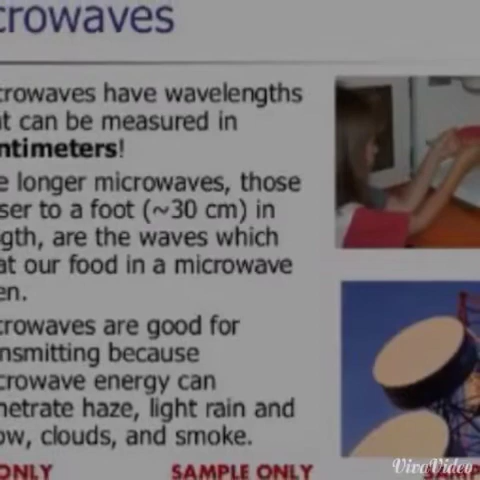 crowaves
crowaves have wavelengths
at can be measured in
ntimeters!
e longer microwaves, those
ser to a foot (~30 cm) in
gth, are the waves which
at our food in a microwave
en.
crowaves are good for
nsmitting because
crowave energy can
netrate haze, light rain and
ow, clouds, and smoke.
ONLY SAMPLE ONLY SAMP
VivaVideo